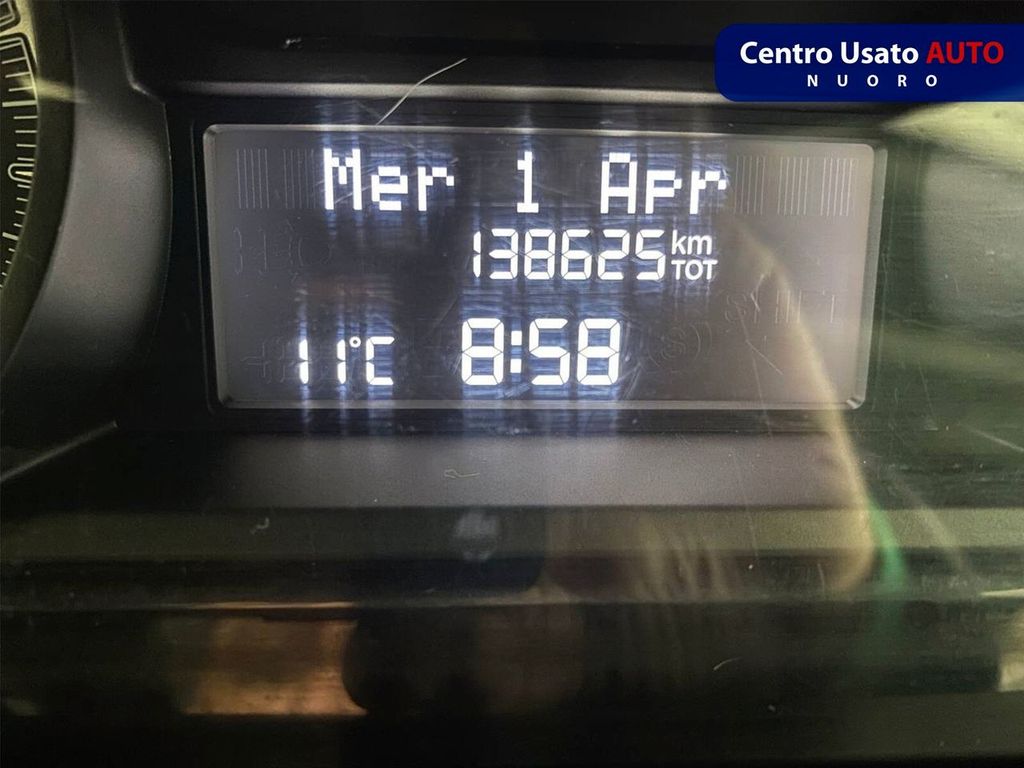 Centro Usato AUTO
NUORO
Mer 1 Apr
138625 km TOT
11°C 8:58